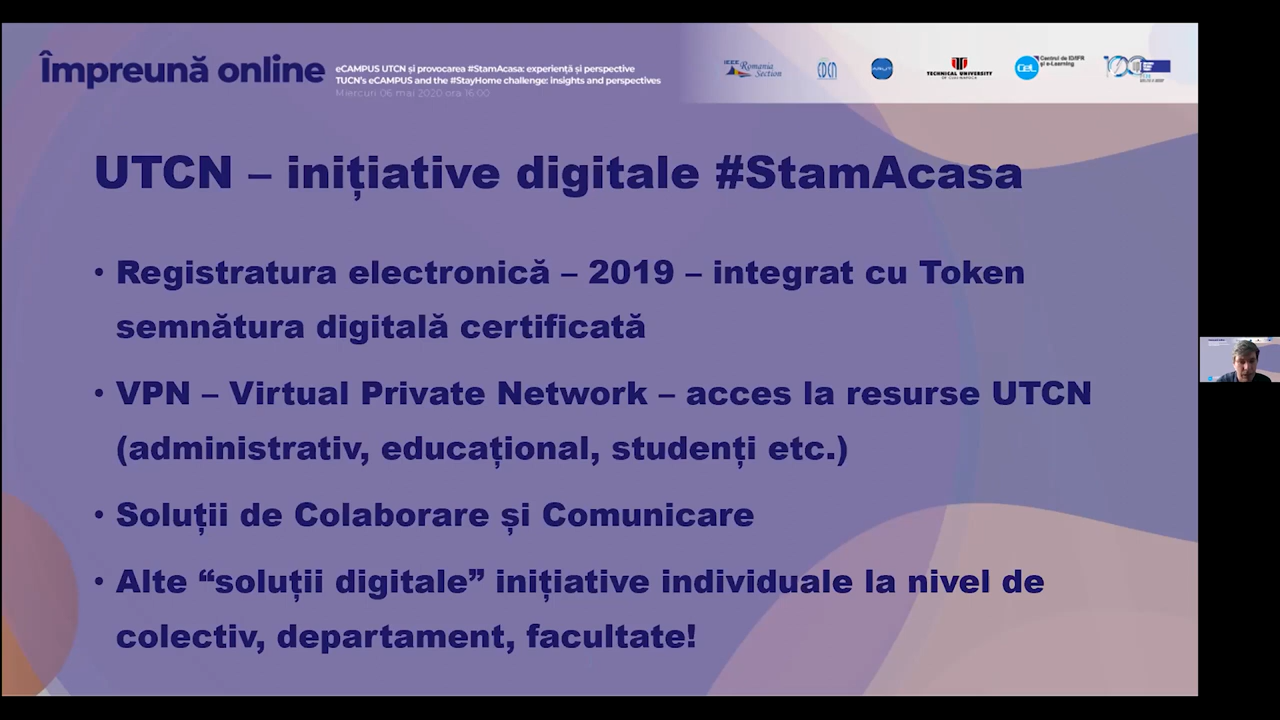 Împreună online
eCAMPUS UTCN și provocarea #StamAcasa: experiență și perspective
TUCN's eCAMPUS and the #StayHome challenge: insights and perspectives
Miercuri 06 mai 2020 ora 16:00
IEEE Romania
Section
TECHNICAL UNIVERSITY
Centrul de ID/IFR
și e-Learning
UTCN – inițiative digitale #StamAcasa
• Registratura electronică – 2019 – integrat cu Token
semnătura digitală certificată
• VPN – Virtual Private Network – acces la resurse UTCN
(administrativ, educațional, studenți etc.)
• Soluții de Colaborare și Comunicare
• Alte “soluții digitale” inițiative individuale la nivel de
colectiv, departament, facultate!